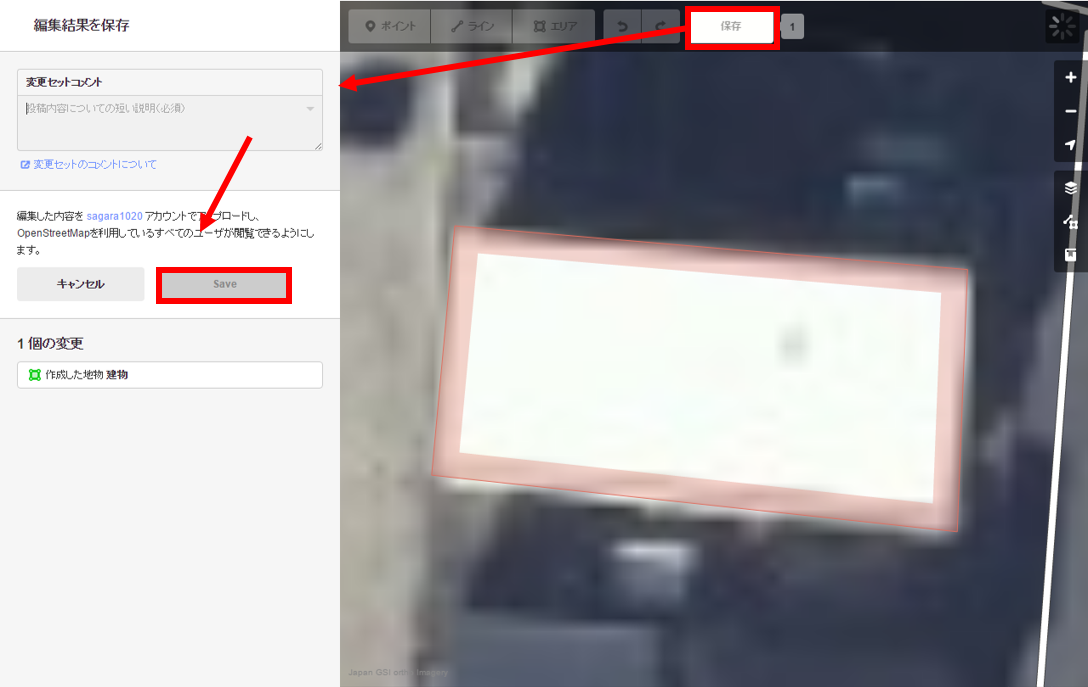 編集結果を保存
ポイント
ライン
エリア
保存
1
変更セットコメント
投稿内容についての短い説明(必須)
変更セットのコメントについて
編集した内容を sagara1020 アカウントでアップロードし、
OpenStreetMapを利用しているすべてのユーザが閲覧できるようにし
ます。
キャンセル
Save
1 個の変更
作成した地物 建物
Japan GSI ortho Imagery